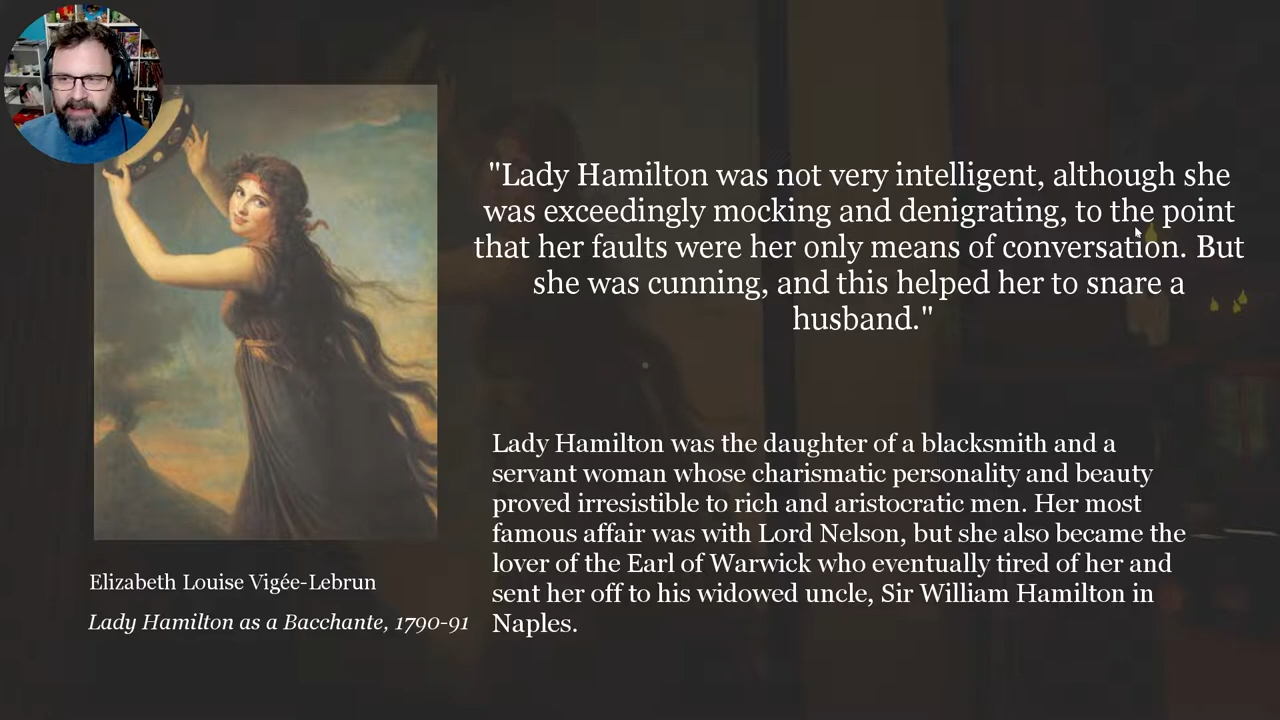 "Lady Hamilton was not very intelligent, although she
was exceedingly mocking and denigrating, to the point
that her faults were her only means of conversation. But
she was cunning, and this helped her to snare a
husband."
Lady Hamilton was the daughter of a blacksmith and a
servant woman whose charismatic personality and beauty
proved irresistible to rich and aristocratic men. Her most
famous affair was with Lord Nelson, but she also became the
lover of the Earl of Warwick who eventually tired of her and
sent her off to his widowed uncle, Sir William Hamilton in
Naples.
Elizabeth Louise Vigée-Lebrun
Lady Hamilton as a Bacchante, 1790-91